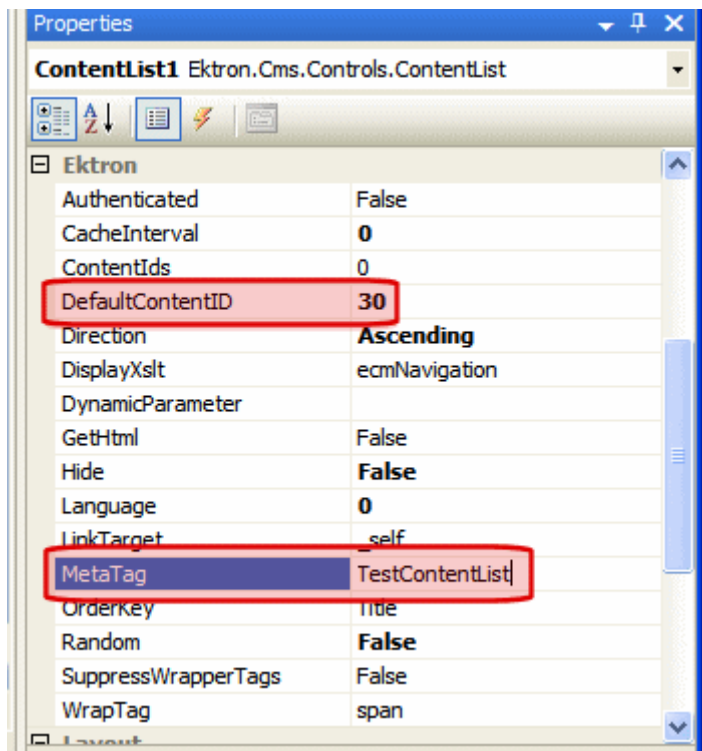 Properties
ContentList1 Ektron.Cms.Controls.ContentList
Ektron
Authenticated False
CacheInterval 0
ContentIds 0
DefaultContentID 30
Direction Ascending
DisplayXslt ecmNavigation
DynamicParameter
GetHtml False
Hide False
Language 0
LinkTarget _self
MetaTag TestContentList
OrderKey Title
Random False
SuppressWrapperTags False
WrapTag span
Layout